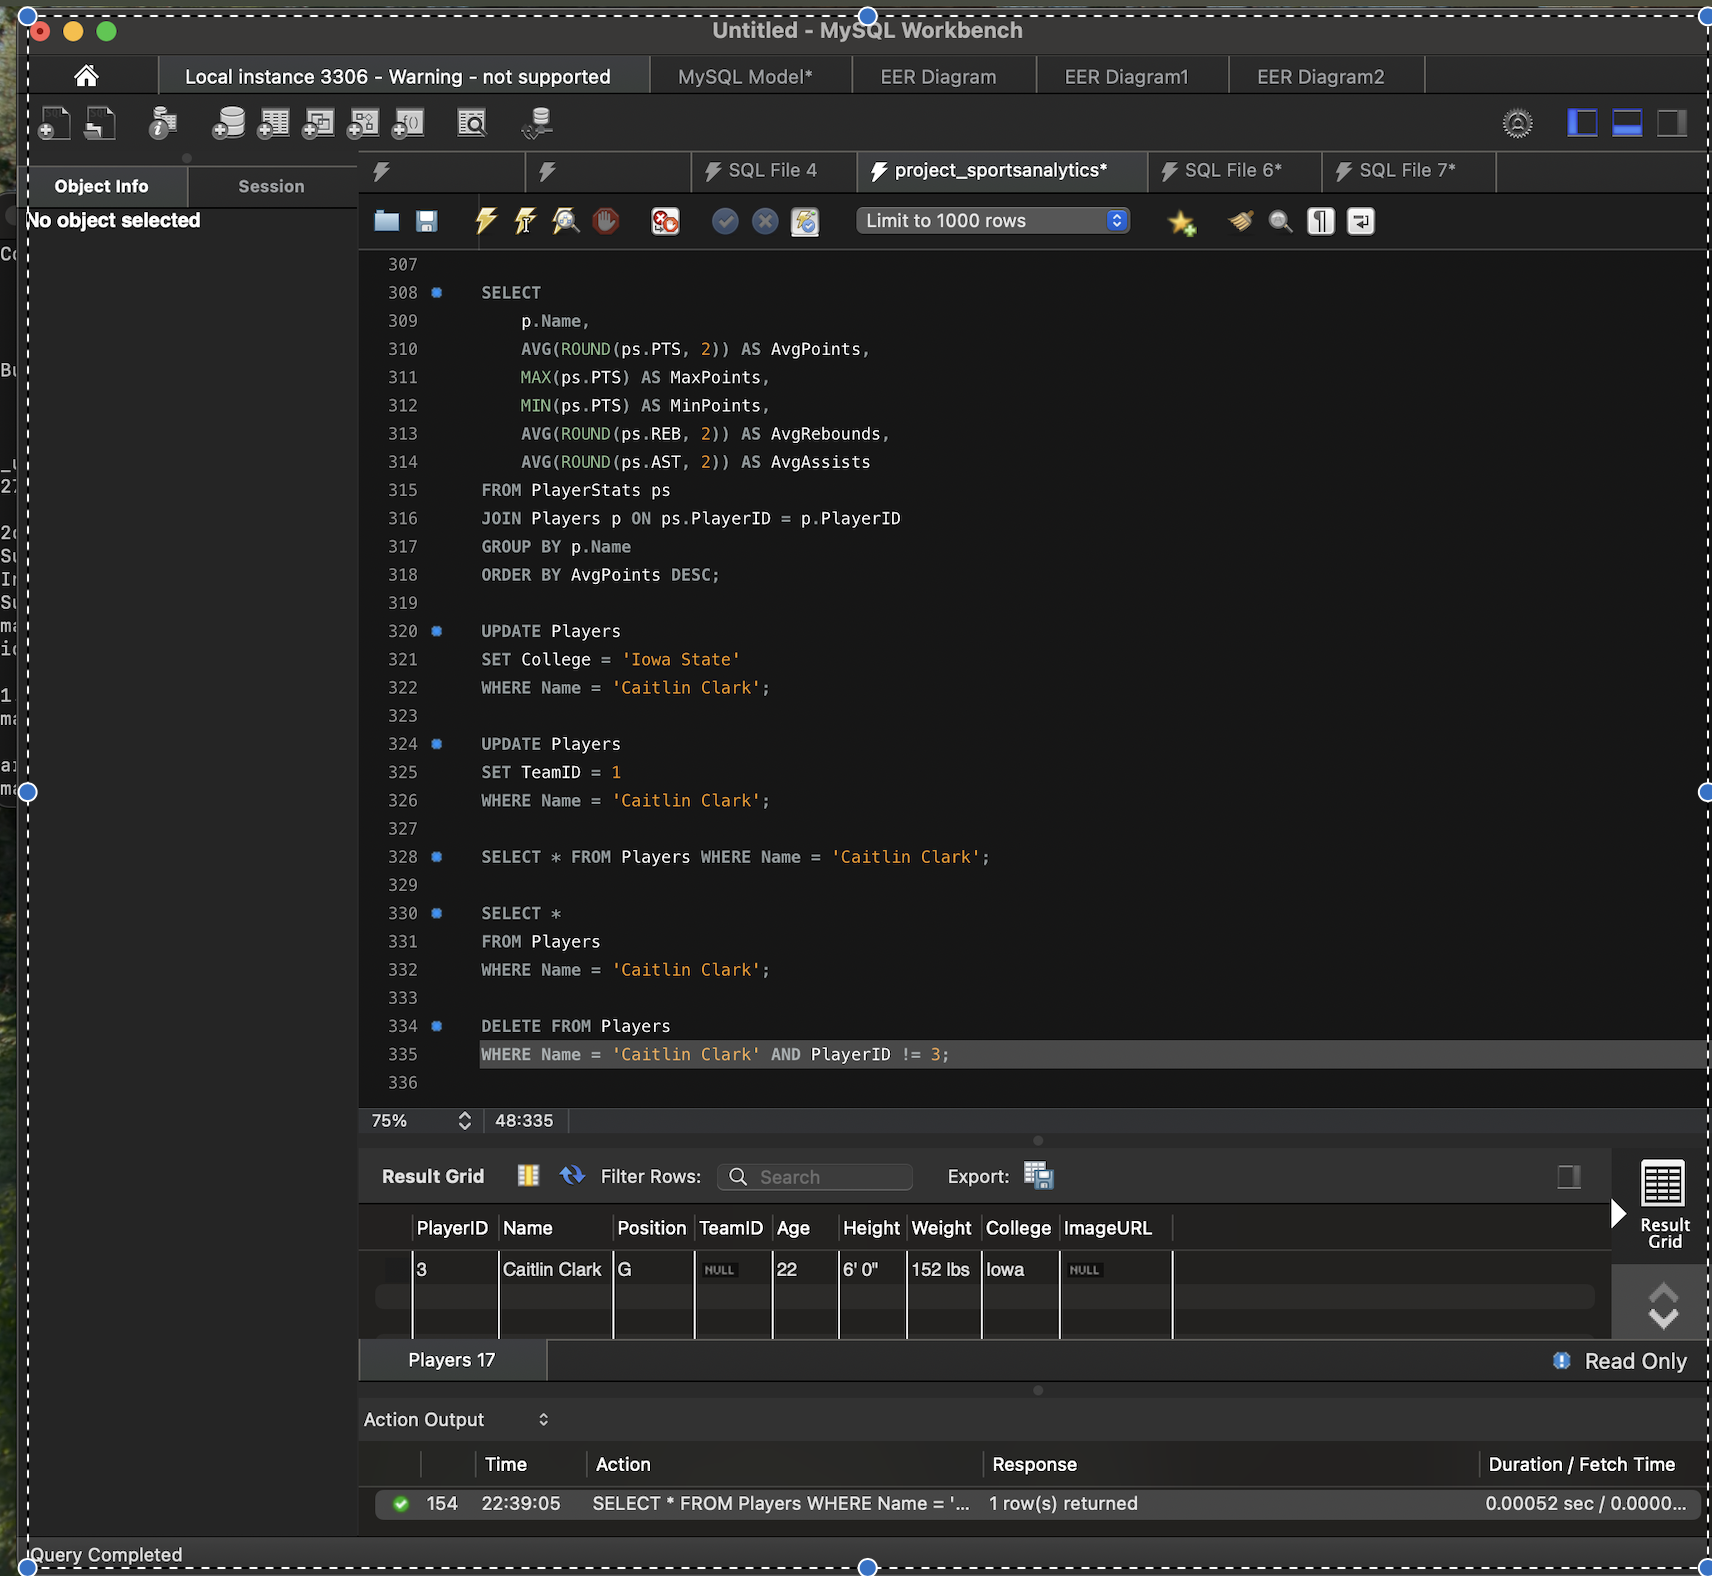 Untitled - MySQL Workbench
Local instance 3306 - Warning - not supported
MySQL Model*
EER Diagram
EER Diagram1
EER Diagram2
Object Info
Session
No object selected
SQL File 4
project_sportsanalytics*
SQL File 6*
SQL File 7*
Limit to 1000 rows
307
308 SELECT
309 p.Name,
310 AVG(ROUND(ps.PTS, 2)) AS AvgPoints,
311 MAX(ps.PTS) AS MaxPoints,
312 MIN(ps.PTS) AS MinPoints,
313 AVG(ROUND(ps.REB, 2)) AS AvgRebounds,
314 AVG(ROUND(ps.AST, 2)) AS AvgAssists
315 FROM PlayerStats ps
316 JOIN Players p ON ps.PlayerID = p.PlayerID
317 GROUP BY p.Name
318 ORDER BY AvgPoints DESC;
319
320 UPDATE Players
321 SET College = 'Iowa State'
322 WHERE Name = 'Caitlin Clark';
323
324 UPDATE Players
325 SET TeamID = 1
326 WHERE Name = 'Caitlin Clark';
327
328 SELECT * FROM Players WHERE Name = 'Caitlin Clark';
329
330 SELECT *
331 FROM Players
332 WHERE Name = 'Caitlin Clark';
333
334 DELETE FROM Players
335 WHERE Name = 'Caitlin Clark' AND PlayerID != 3;
336
75% 48:335
Result Grid Filter Rows: Search Export:
PlayerID Name Position TeamID Age Height Weight College ImageURL
3 Caitlin Clark G NULL 22 6' 0" 152 lbs Iowa NULL
Result
Grid
Players 17
Read Only
Action Output
Time Action Response Duration / Fetch Time
154 22:39:05 SELECT * FROM Players WHERE Name = '... 1 row(s) returned 0.00052 sec / 0.0000...
Query Completed